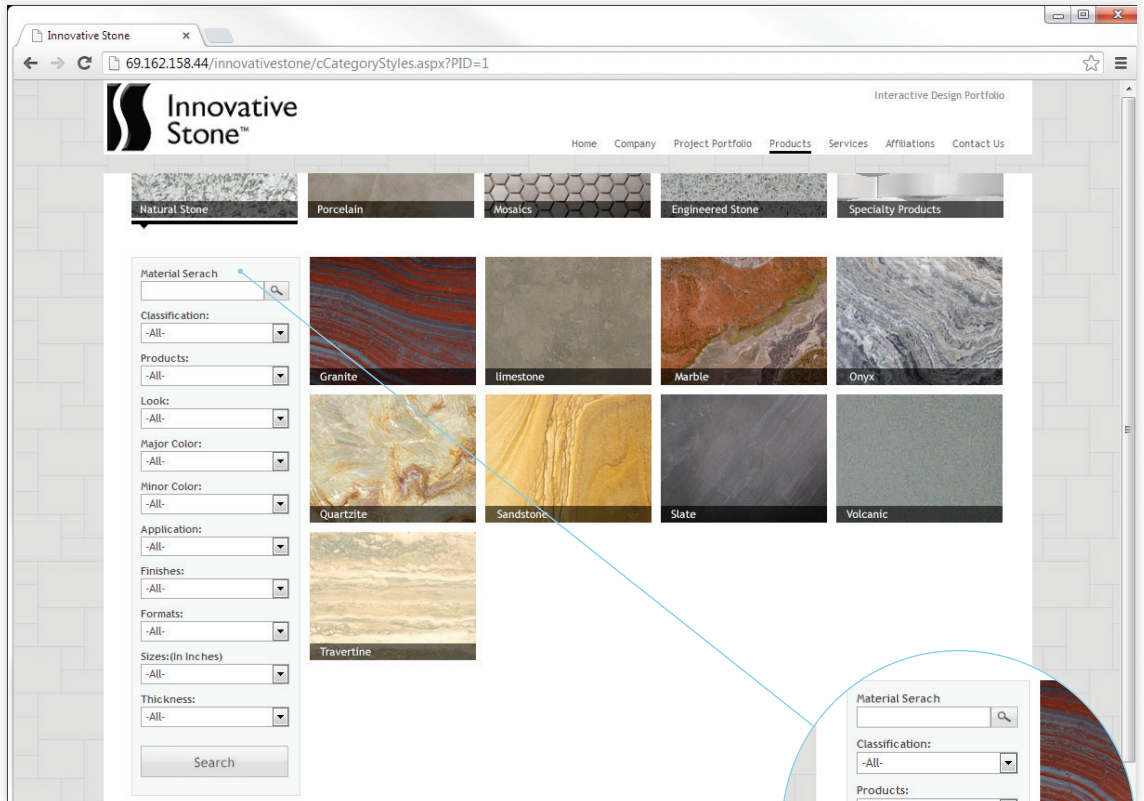 Innovative Stone
69.162.158.44/innovativestone/cCategoryStyles.aspx?PID=1
Innovative
Stone™
Interactive Design Portfolio
Home Company Project Portfolio Products Services Affiliations Contact Us
Natural Stone Porcelain Mosaics Engineered Stone Specialty Products
Material Serach
Classification:
-All-
Products:
-All-
Look:
-All-
Major Color:
-All-
Minor Color:
-All-
Application:
-All-
Finishes:
-All-
Formats:
-All-
Sizes:(In Inches)
-All-
Thickness:
-All-
Search
Granite limestone Marble Onyx
Quartzite Sandstone Slate Volcanic
Travertine
Material Serach
Classification:
-All-
Products: